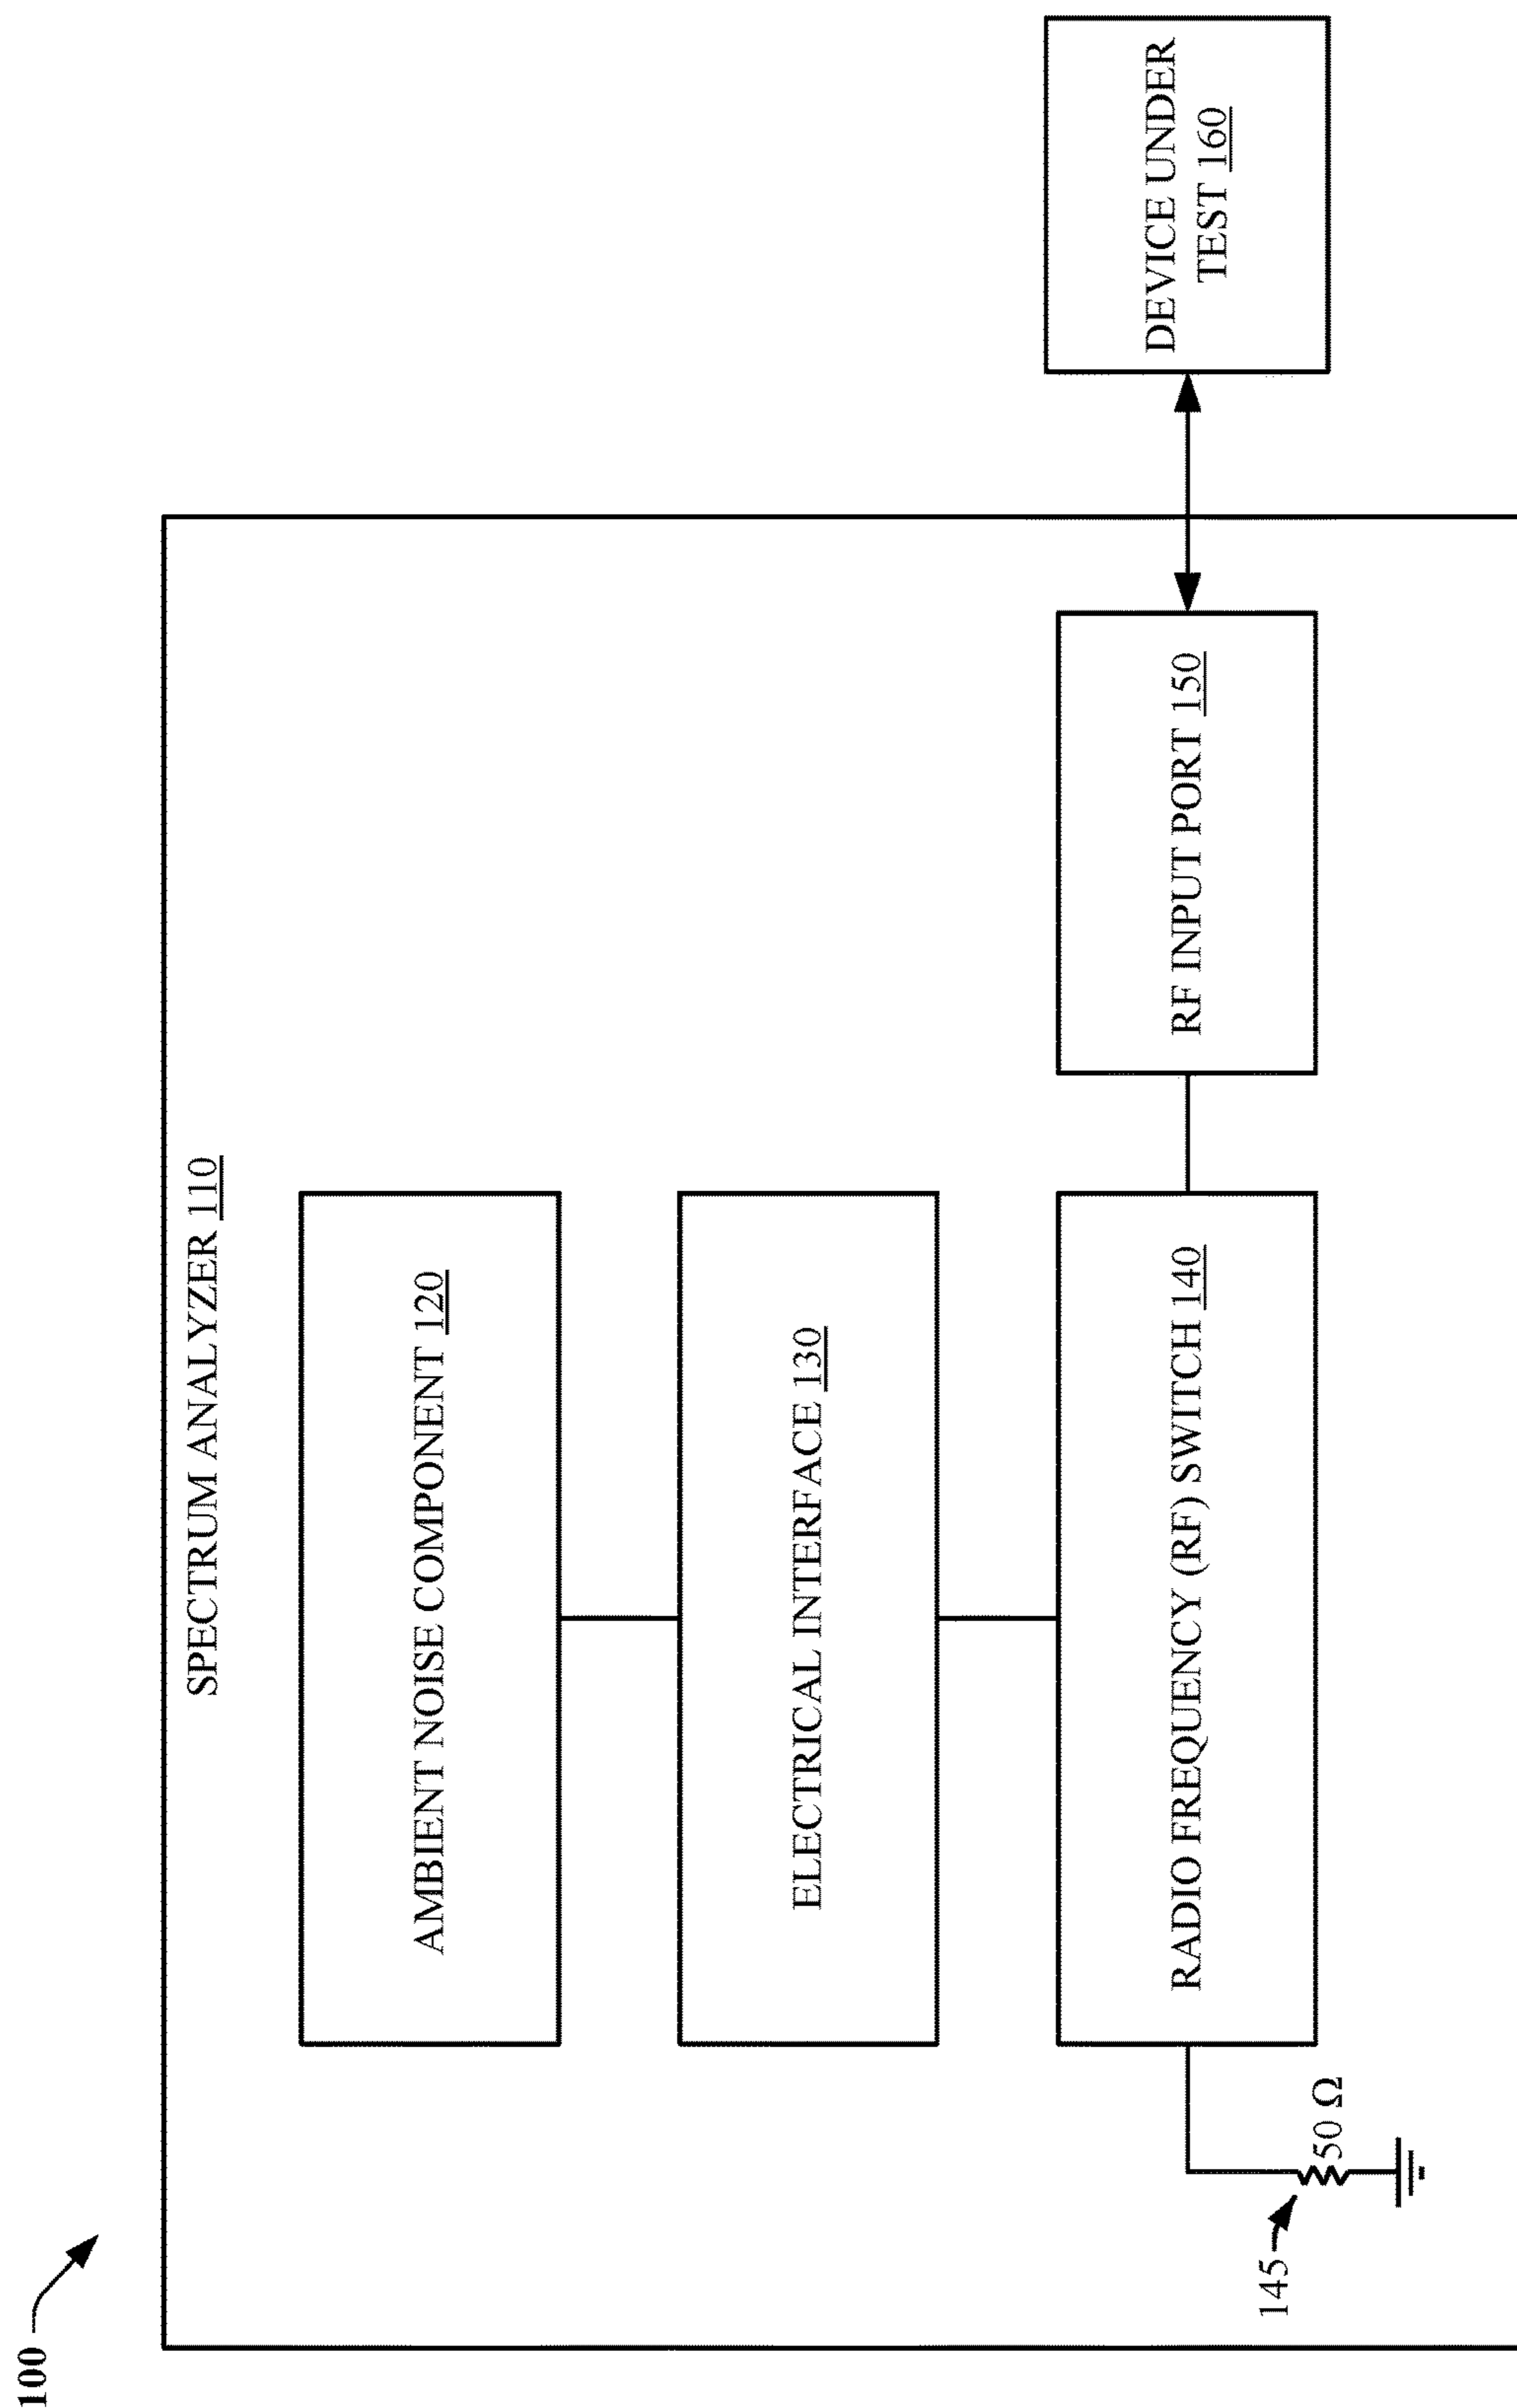 100
SPECTRUM ANALYZER 110
AMBIENT NOISE COMPONENT 120
ELECTRICAL INTERFACE 130
145
50 Ω
RADIO FREQUENCY (RF) SWITCH 140
RF INPUT PORT 150
DEVICE UNDER
TEST 160